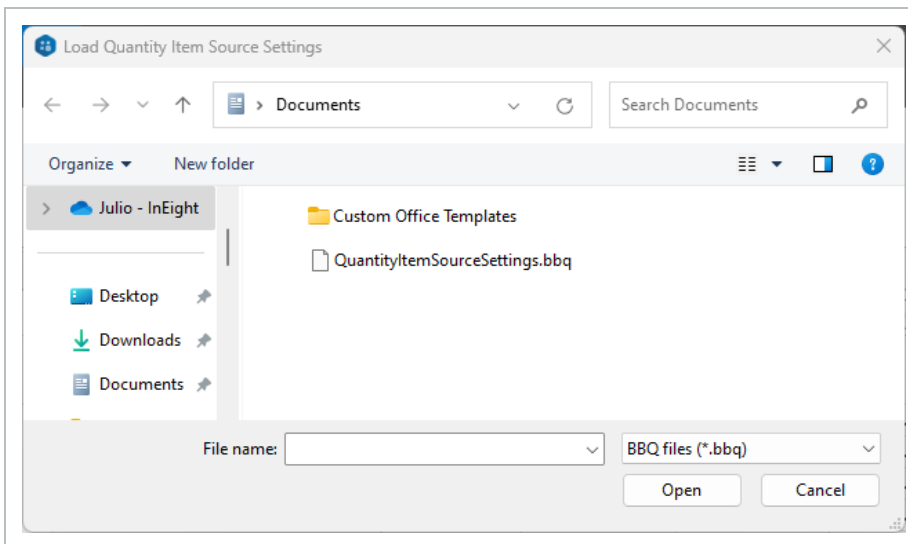 Load Quantity Item Source Settings
Documents
Search Documents
Organize
New folder
Julio - InEight
Custom Office Templates
QuantityItemSourceSettings.bbq
Desktop
Downloads
Documents
File name:
BBQ files (*.bbq)
Open
Cancel